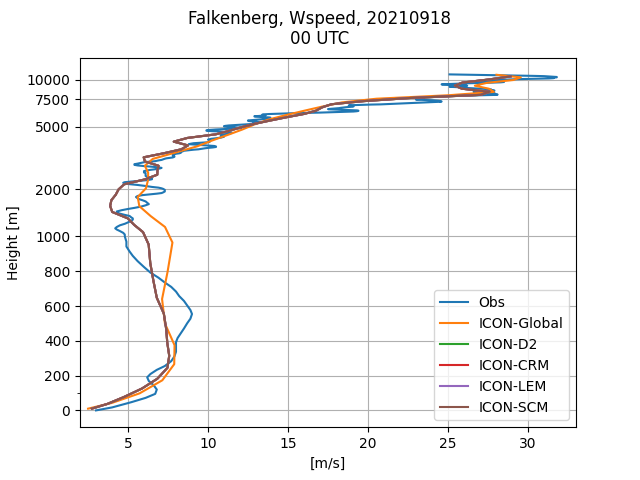 Falkenberg, Wspeed, 20210918
00 UTC
Height [m]
10000
7500
5000
2000
1000
800
600
400
200
0
5
10
15
20
25
30
[m/s]
Obs
ICON-Global
ICON-D2
ICON-CRM
ICON-LEM
ICON-SCM